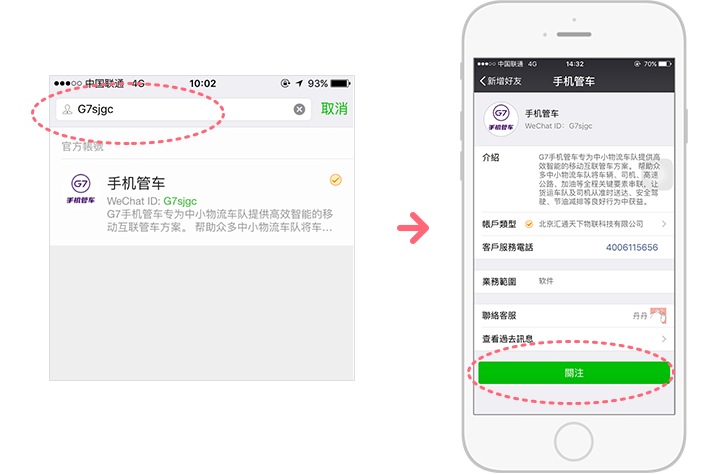 中国联通 4G 10:02 93%
G7sjgc 取消
官方帳號
G7
手机管车
手机管车
WeChat ID: G7sjgc
G7手机管车专为中小物流车队提供高效智能的移
动互联管车方案。 帮助众多中小物流车队将车...
中国联通 4G 14:32 70%
新增好友 手机管车
G7
手机管车
手机管车
WeChat ID: G7sjgc
介紹 G7手机管车专为中小物流车队提供高
效智能的移动互联管车方案。 帮助众
多中小物流车队将车辆、司机、高速
公路、加油等全程关键要素串联，让
货运车队及司机从准时送达、安全驾
驶、节油减排等良好行为中获益。
帳戶類型 北京汇通天下物联科技有限公司
客戶服務電話 4006115656
業務範圍 软件
聯絡客服 丹丹
查看過去訊息
關注